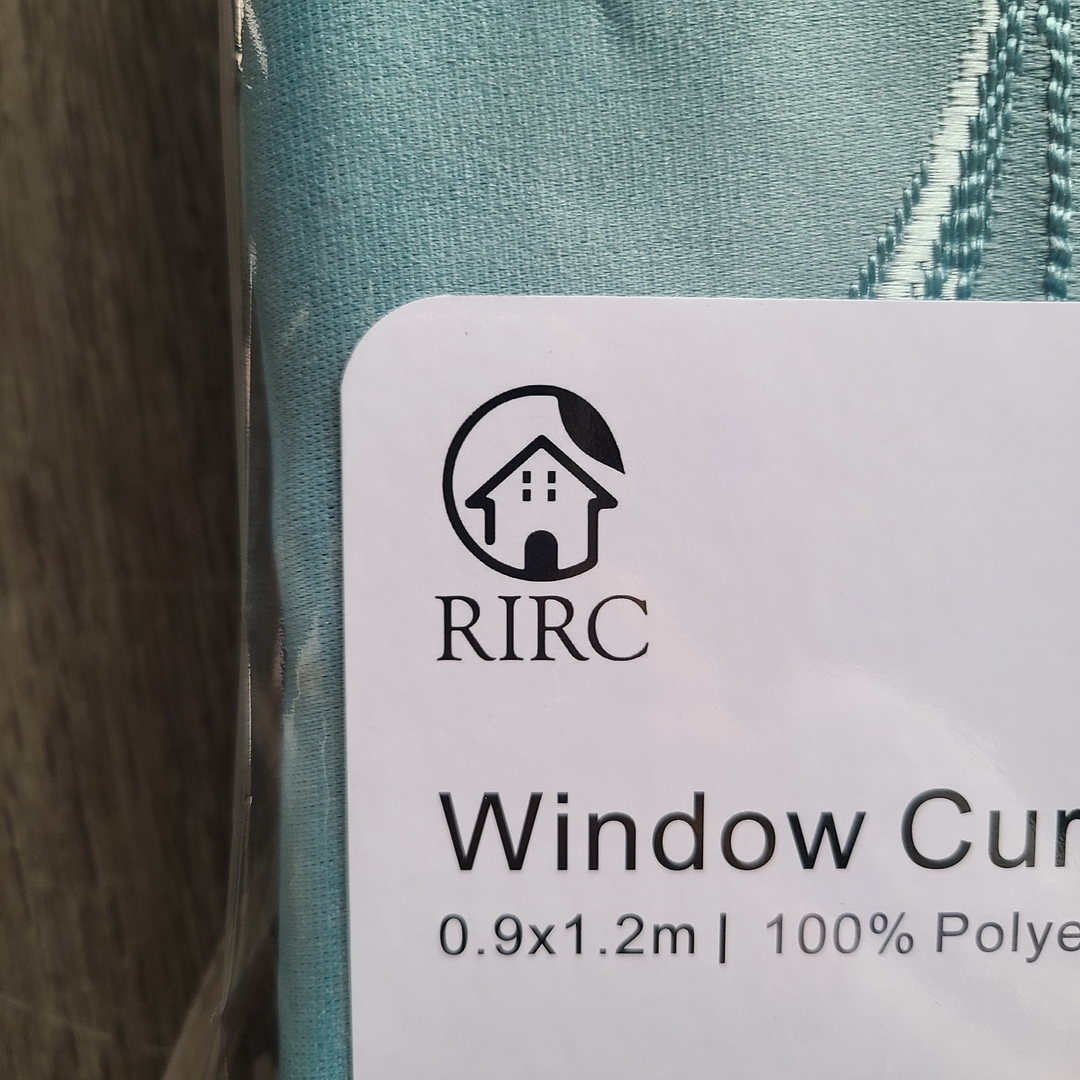 RIRC
Window Cur
0.9x1.2m | 100% Polye